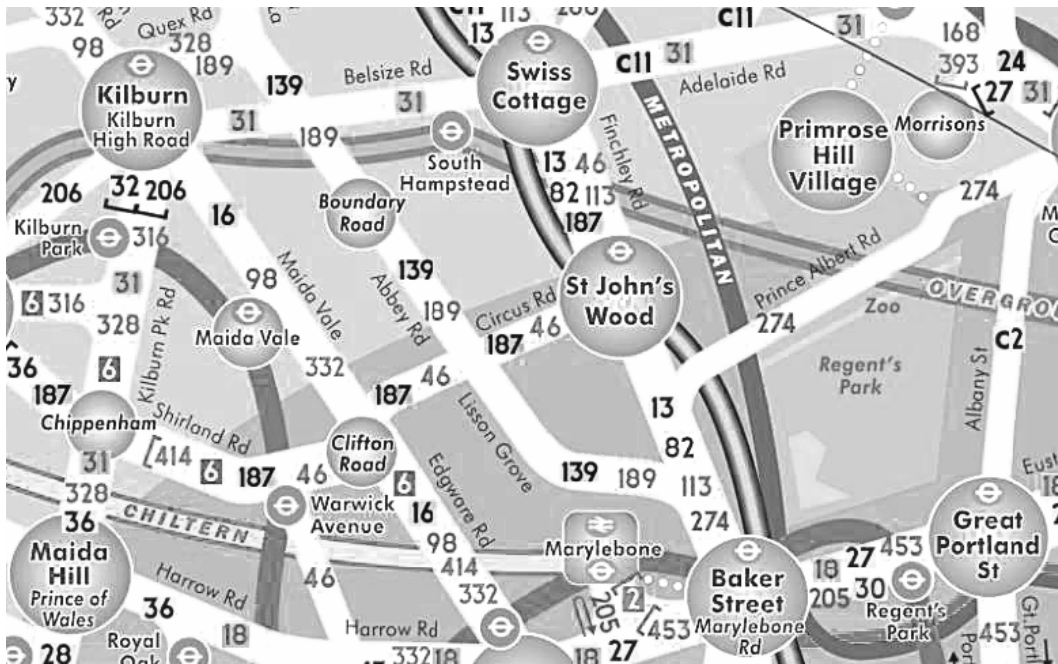 332
Quex Rd
328
98
189
139
C11
113
13
C11
31
168
Belsize Rd
C11
31
Adelaide Rd
393
24
27
31
Kilburn
Kilburn
High Road
31
31
189
Swiss
Cottage
South
Hampstead
METROPOLITAN
Finchley Rd
Primrose
Hill
Village
Morrisons
13
46
82
113
187
274
206
32
206
16
Boundary
Road
Kilburn
Park
316
31
98
Maida Vale
139
Abbey Rd
189
St John's
Wood
Circus Rd
187
46
Prince Albert Rd
274
Zoo
C2
6
316
328
Kilburn Pk Rd
Maida Vale
332
36
6
187
187
46
Regent's
Park
Albany St
Chippenham
Shirland Rd
414
6
187
46
Clifton
Road
Lisson Grove
13
82
31
328
36
CHILTERN
Warwick
Avenue
6
16
Edgware Rd
139
189
113
274
98
414
332
Marylebone
Maida
Hill
Prince of
Wales
Harrow Rd
46
205
2
453
Baker
Street
Marylebone
Rd
18
27
453
205
30
Regent's
Park
Great
Portland
St
18
36
Royal
Oak
18
28
Harrow Rd
332
18
18
27
453